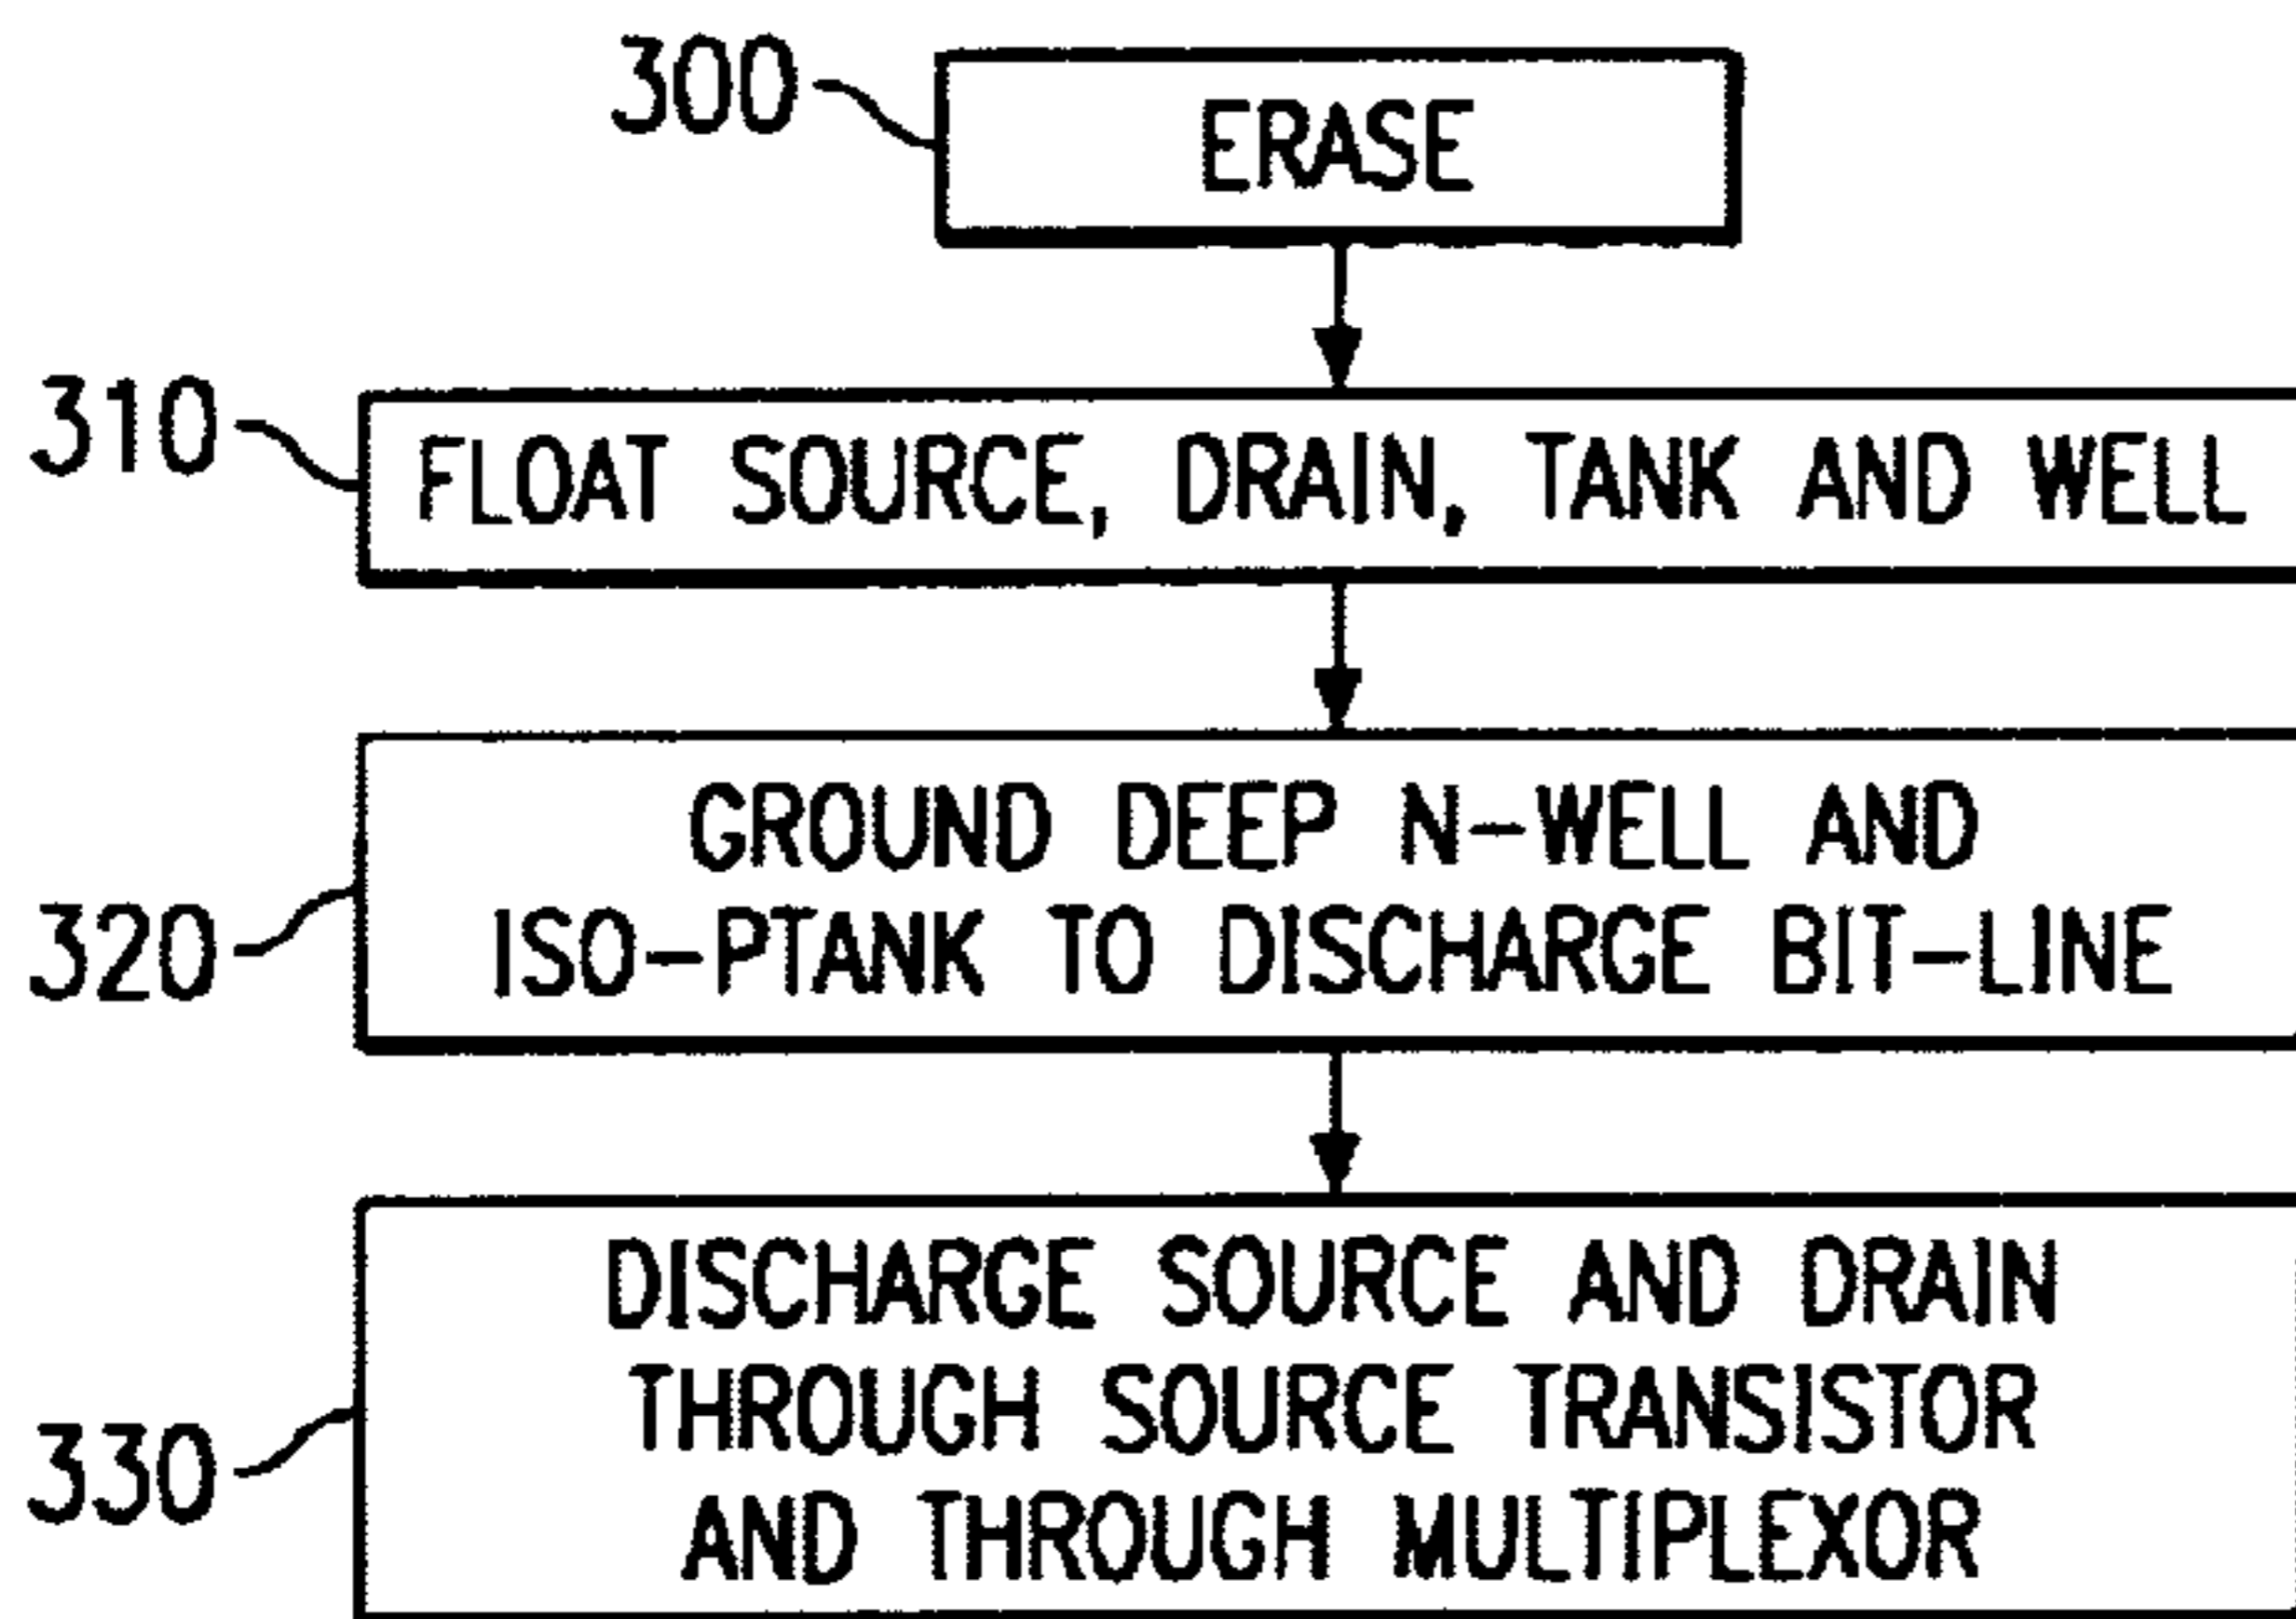 300
ERASE
310
FLOAT SOURCE, DRAIN, TANK AND WELL
320
GROUND DEEP N-WELL AND
ISO-PTANK TO DISCHARGE BIT-LINE
330
DISCHARGE SOURCE AND DRAIN
THROUGH SOURCE TRANSISTOR
AND THROUGH MULTIPLEXOR